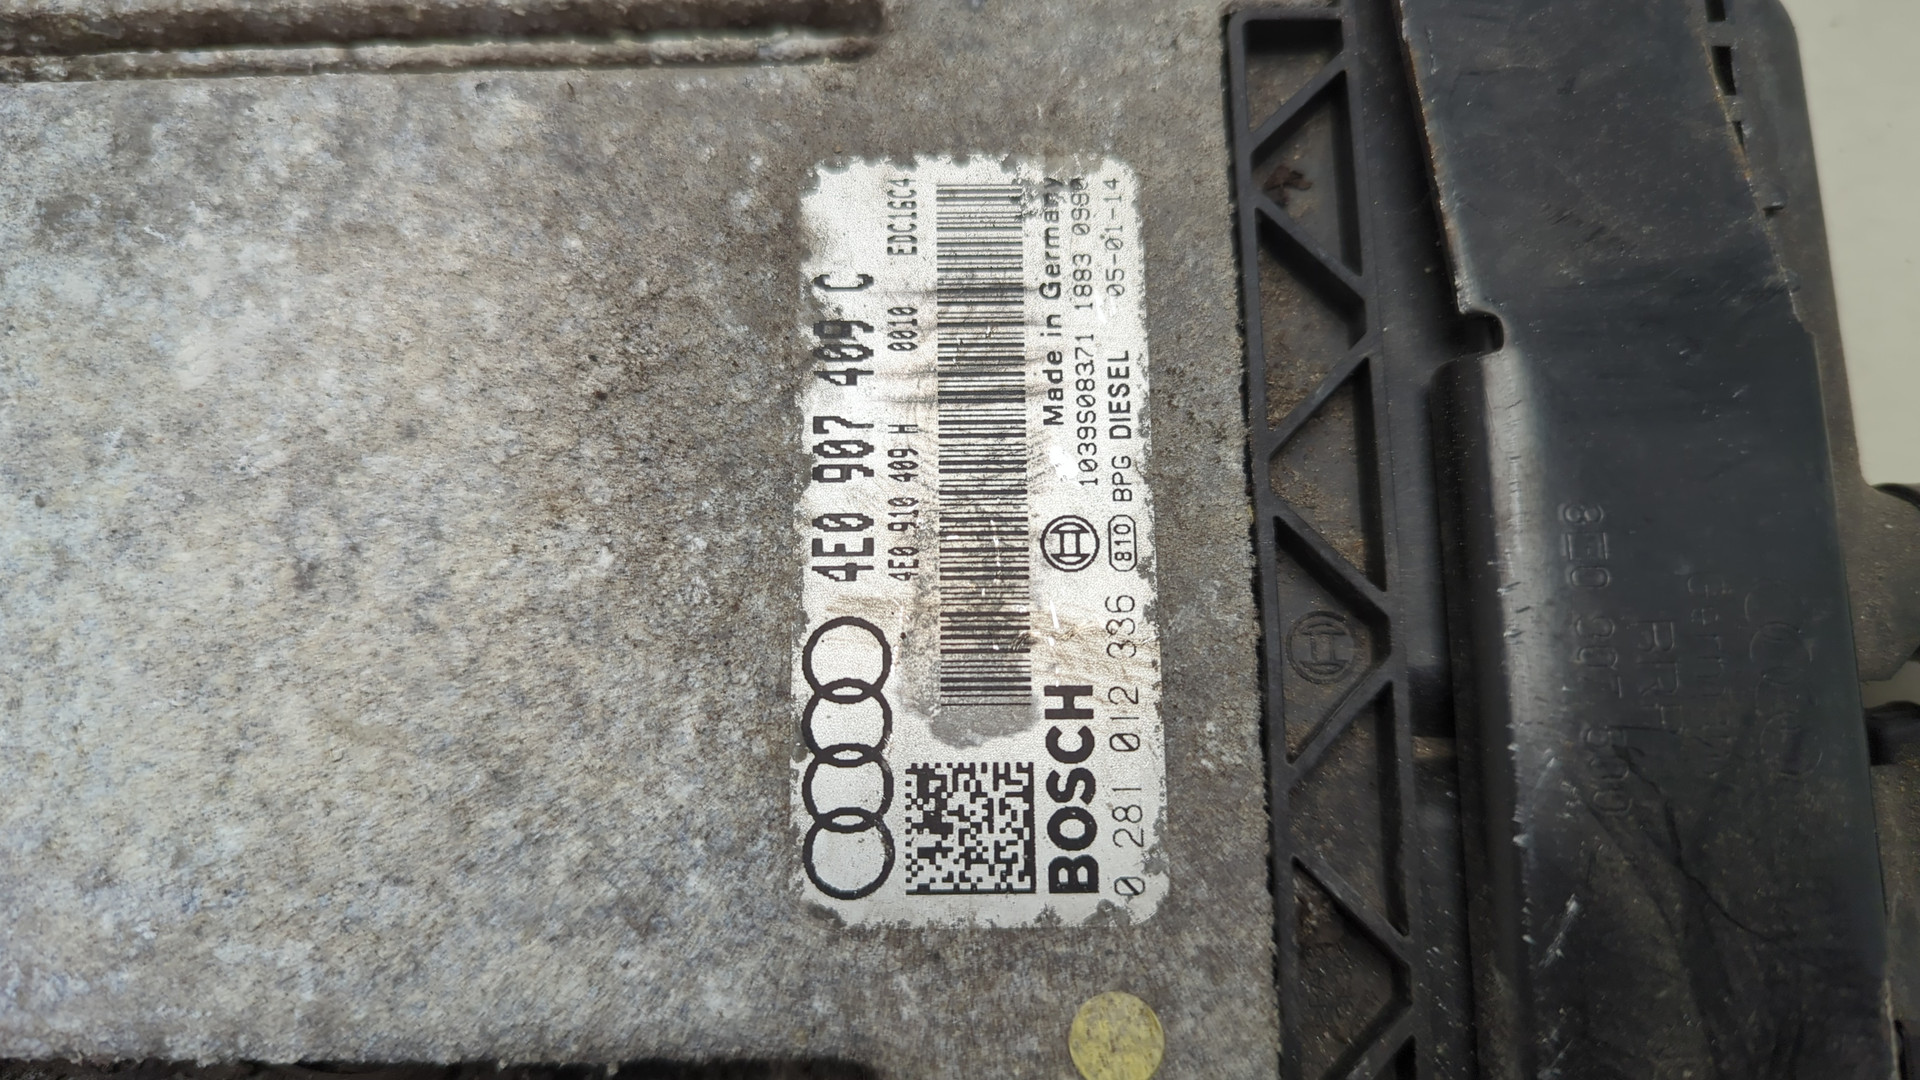 4E0 907 409 C
4E0 910 409 H 0010 EDC16C4
BOSCH Made in Germany
1039S08371 1883 098
0 281 012 336 810 BPG DIESEL 05-01-14